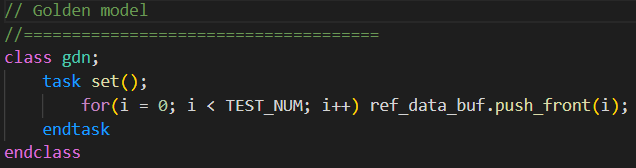 // Golden model
//=====================================
class gdn;
    task set();
        for(i = 0; i < TEST_NUM; i++) ref_data_buf.push_front(i);
    endtask
endclass